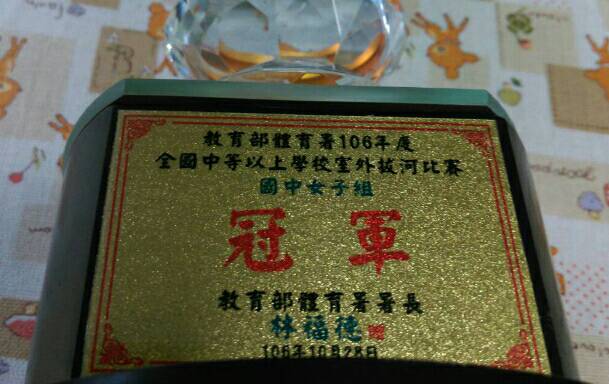 教育部體育署106年度
全國中等以上學校室外拔河比賽
國中女子組
冠軍
教育部體育署署長
林福德
106年10月28日